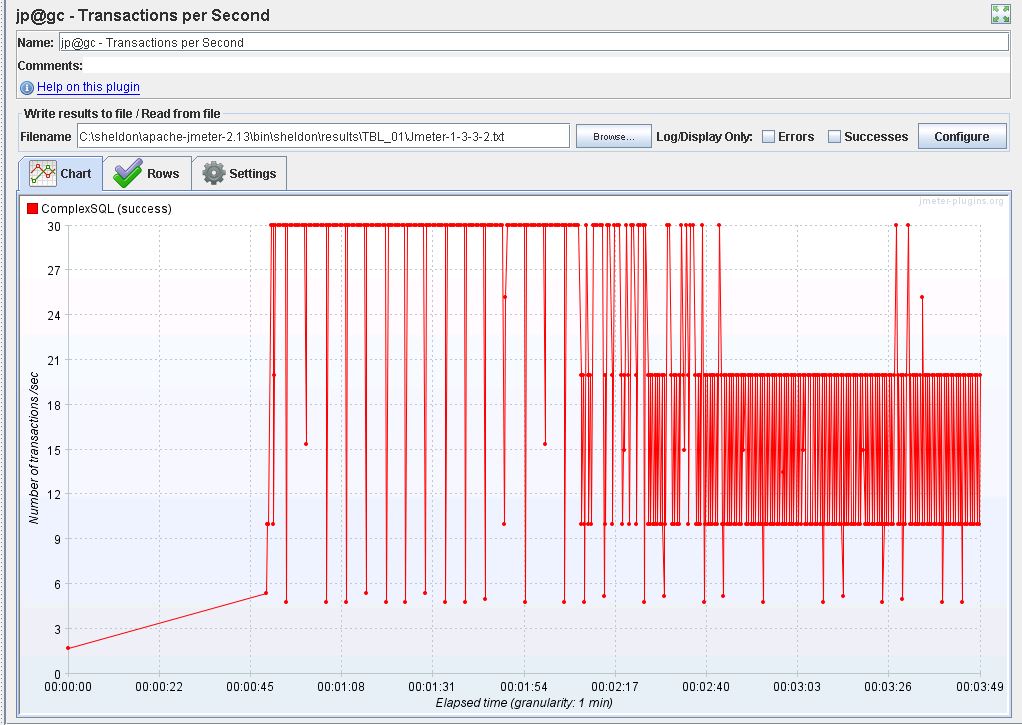 jp@gc - Transactions per Second
Name: jp@gc - Transactions per Second
Comments:
Help on this plugin
Write results to file / Read from file
Filename C:\sheldon\apache-jmeter-2.13\bin\sheldon\results\TBL_01\Jmeter-1-3-3-2.txt Browse... Log/Display Only: Errors Successes Configure
Chart Rows Settings
jmeter-plugins.org
ComplexSQL (success)
30
27
24
21
18
15
12
9
6
3
0
Number of transactions /sec
00:00:00 00:00:22 00:00:45 00:01:08 00:01:31 00:01:54 00:02:17 00:02:40 00:03:03 00:03:26 00:03:49
Elapsed time (granularity: 1 min)